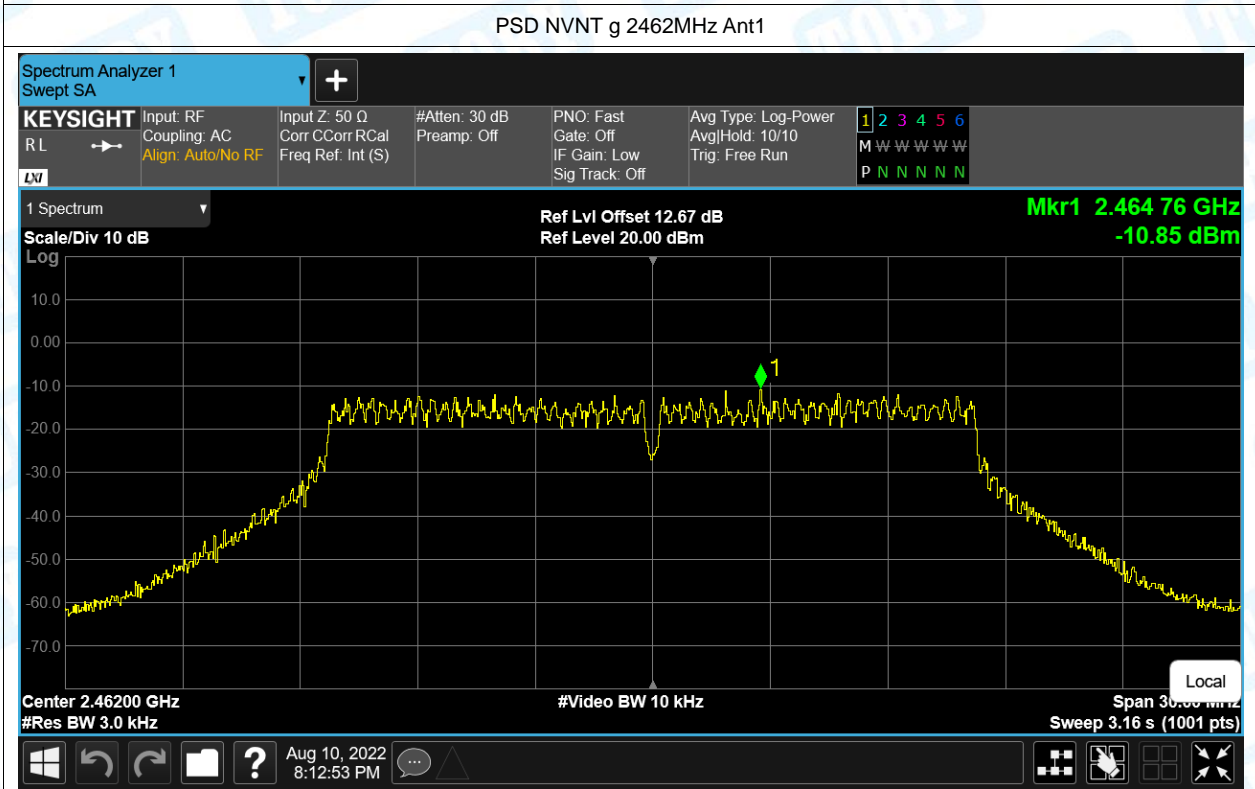 PSD NVNT g 2462MHz Ant1
Spectrum Analyzer 1
Swept SA
KEYSIGHT
R L
LXI
Input: RF
Coupling: AC
Align: Auto/No RF
Input Z: 50 Ω
Corr CCorr RCal
Freq Ref: Int (S)
#Atten: 30 dB
Preamp: Off
PNO: Fast
Gate: Off
IF Gain: Low
Sig Track: Off
Avg Type: Log-Power
Avg|Hold: 10/10
Trig: Free Run
1 2 3 4 5 6
M W W W W W
P N N N N N
1 Spectrum
Scale/Div 10 dB
Log
Ref Lvl Offset 12.67 dB
Ref Level 20.00 dBm
Mkr1 2.464 76 GHz
-10.85 dBm
10.0
0.00
-10.0
-20.0
-30.0
-40.0
-50.0
-60.0
-70.0
1
Center 2.46200 GHz
#Res BW 3.0 kHz
#Video BW 10 kHz
Local
Span 30.00 MHz
Sweep 3.16 s (1001 pts)
?
Aug 10, 2022
8:12:53 PM